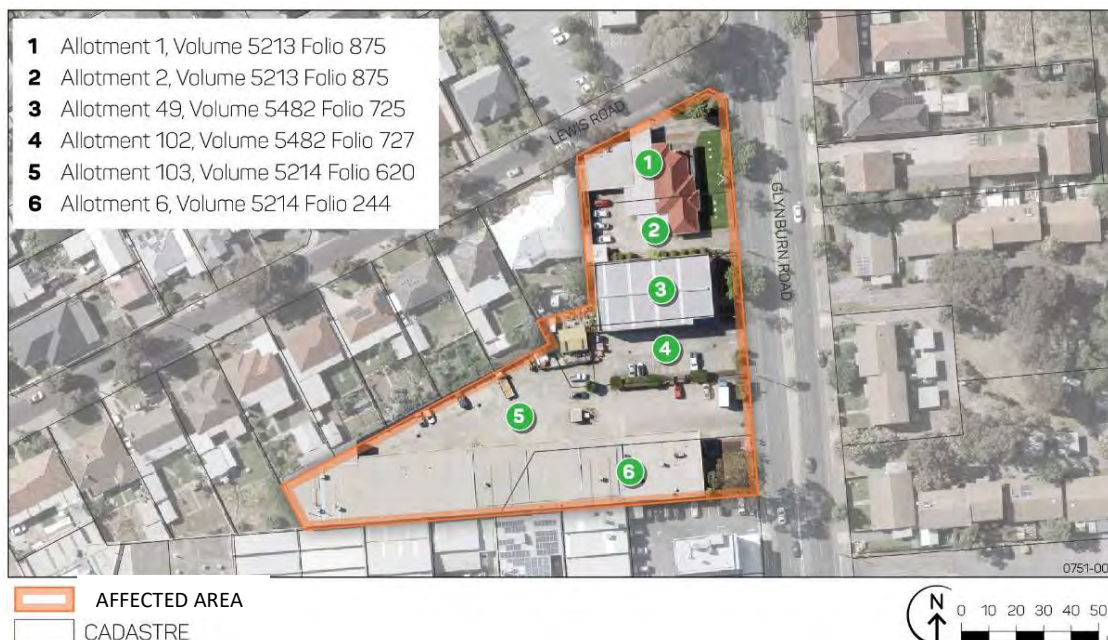 1 Allotment 1, Volume 5213 Folio 875
2 Allotment 2, Volume 5213 Folio 875
3 Allotment 49, Volume 5482 Folio 725
4 Allotment 102, Volume 5482 Folio 727
5 Allotment 103, Volume 5214 Folio 620
6 Allotment 6, Volume 5214 Folio 244
LEWIS ROAD
1
2
GLYNBURN ROAD
3
4
5
6
0751-00
AFFECTED AREA
CADASTRE
N
0 10 20 30 40 50